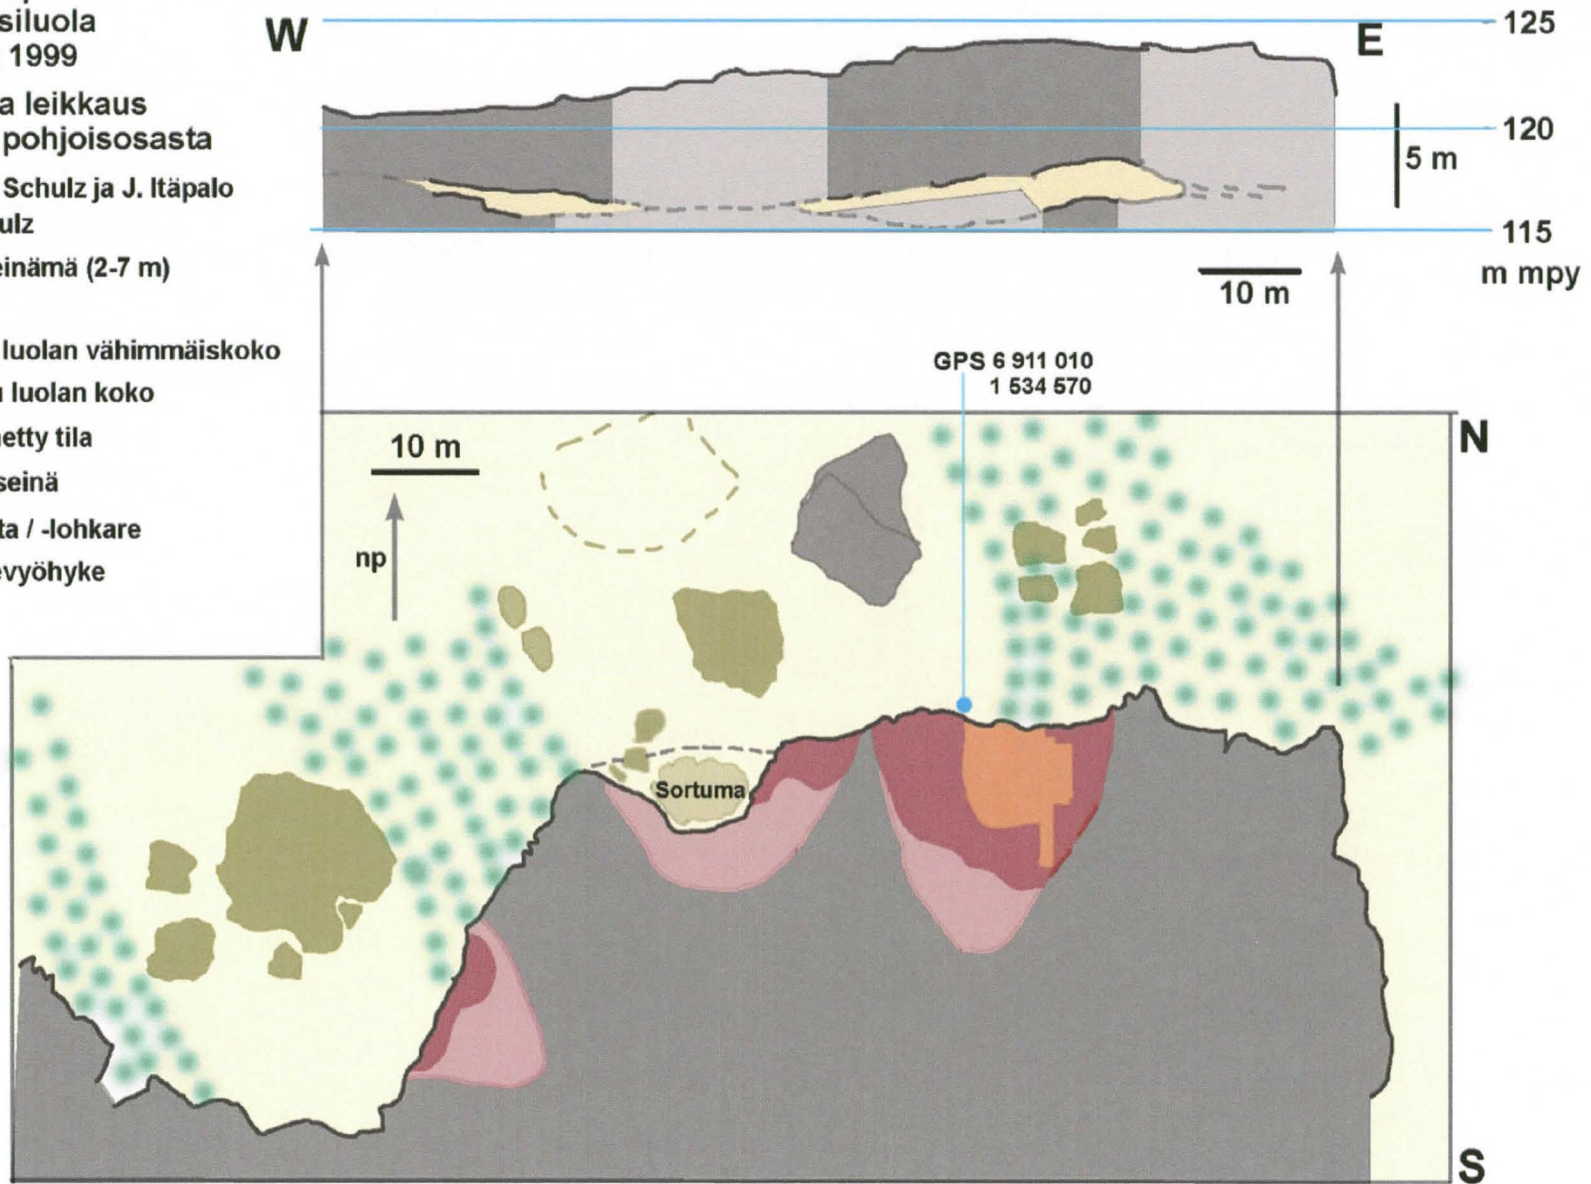 siluola
1999
a leikkaus
pohjoisosasta
Schulz ja J. Itäpalo
ulz
einämä (2-7 m)
luolan vähimmäiskoko
luolan koko
etty tila
seinä
ta / -lohkare
evyöhyke
W
E
125
120
115
m mpy
5 m
10 m
GPS 6 911 010
1 534 570
N
10 m
np
Sortuma
S